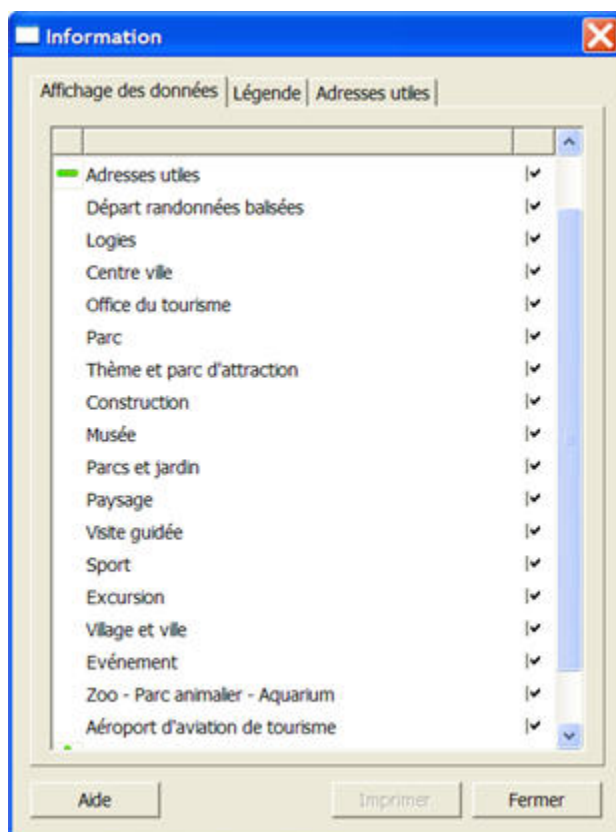 Information
Affichage des données Légende Adresses utiles
Adresses utiles
Départ randonnées balisées
Logies
Centre ville
Office du tourisme
Parc
Thème et parc d'attraction
Construction
Musée
Parcs et jardin
Paysage
Visite guidée
Sport
Excursion
Village et ville
Evénement
Zoo - Parc animalier - Aquarium
Aéroport d'aviation de tourisme
Aide Imprimer Fermer